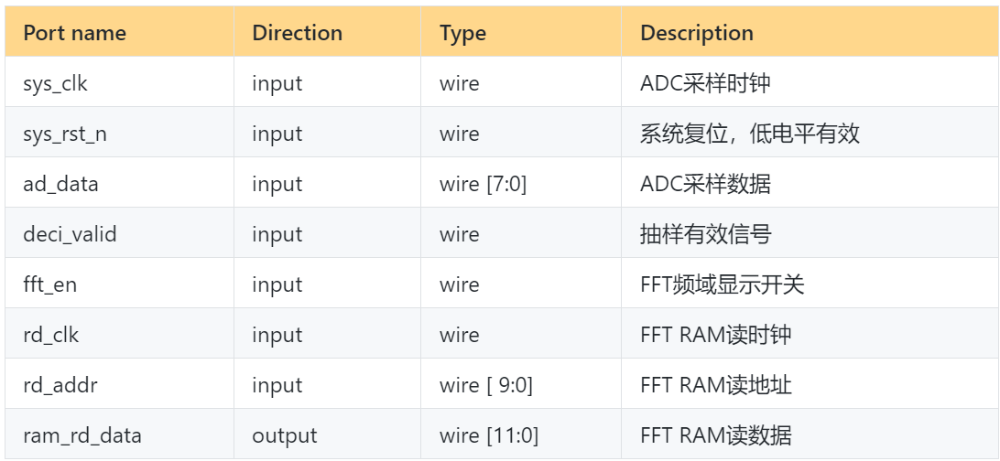 Port name Direction Type Description
sys_clk input wire ADC采样时钟
sys_rst_n input wire 系统复位，低电平有效
ad_data input wire [7:0] ADC采样数据
deci_valid input wire 抽样有效信号
fft_en input wire FFT频域显示开关
rd_clk input wire FFT RAM读时钟
rd_addr input wire [ 9:0] FFT RAM读地址
ram_rd_data output wire [11:0] FFT RAM读数据